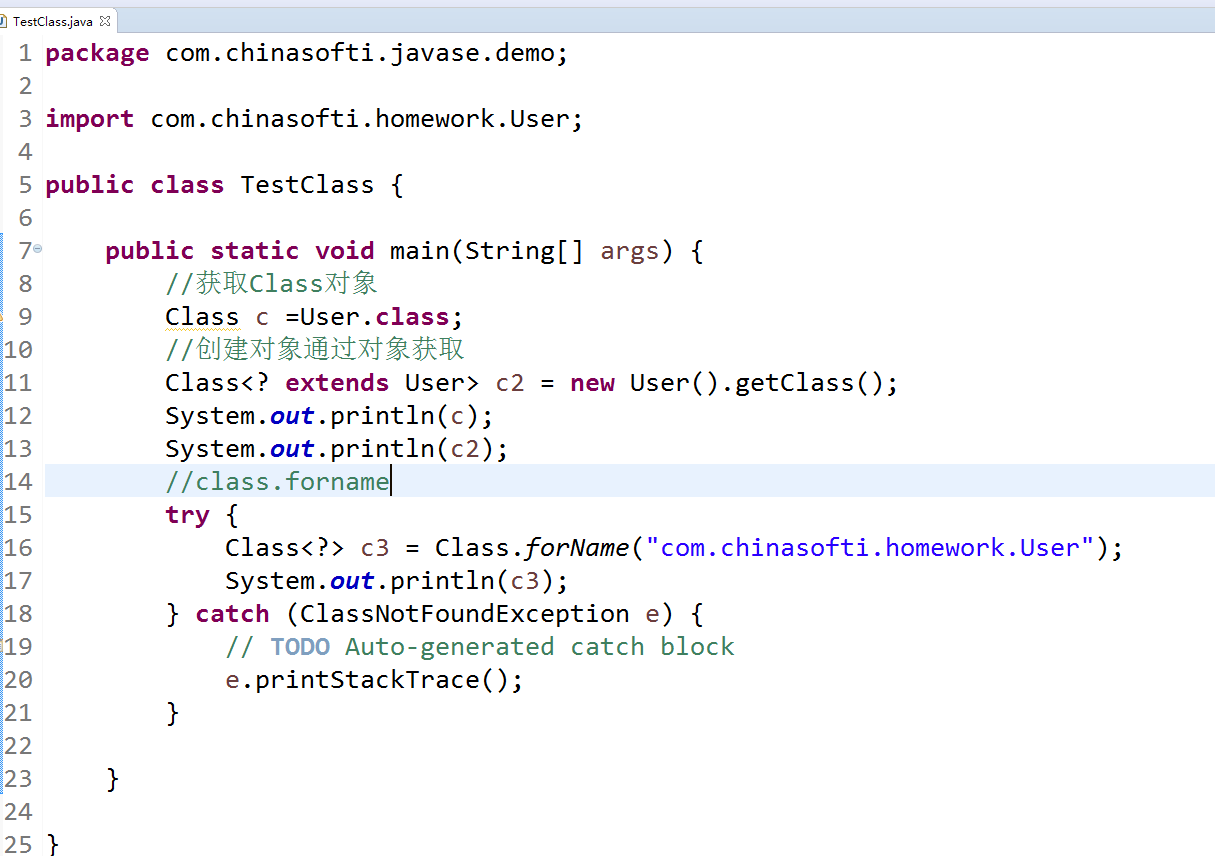 TestClass.java
1 package com.chinasofti.javase.demo;
2
3 import com.chinasofti.homework.User;
4
5 public class TestClass {
6
7     public static void main(String[] args) {
8         //获取Class对象
9         Class c =User.class;
10         //创建对象通过对象获取
11         Class<? extends User> c2 = new User().getClass();
12         System.out.println(c);
13         System.out.println(c2);
14         //class.forname
15         try {
16             Class<?> c3 = Class.forName("com.chinasofti.homework.User");
17             System.out.println(c3);
18         } catch (ClassNotFoundException e) {
19             // TODO Auto-generated catch block
20             e.printStackTrace();
21         }
22
23     }
24
25 }